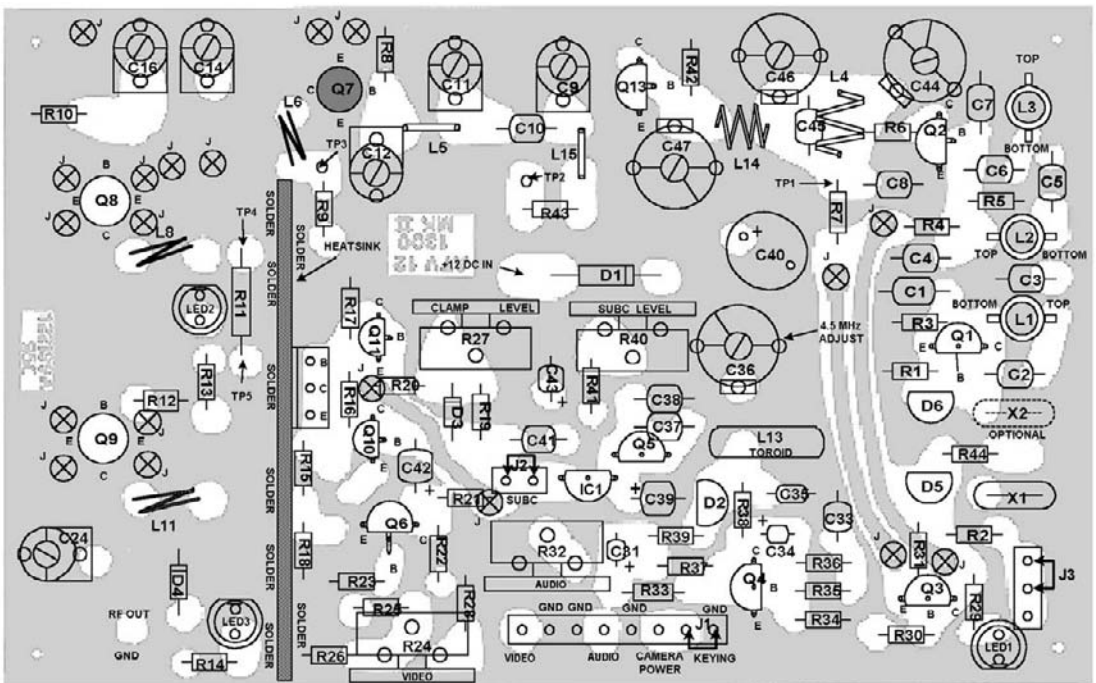 J
J J
C16 C14
E
R8
C Q7 B
E
C11
C9
C
Q13 B
E
R42
C46
L4
C44
TOP
C7
L3
R10
L6
C10
L5
L15
C45
R6
C
Q2 B
E
BOTTOM
TP3
C12
C47
L14
J J J
J B J
E E
Q8
J C J
TP2
TP1
C8
C6
C5
R9
R43
R7
R5
SOLDER
SOLDER
TP4
L8
HEATSINK
+12 DC IN
D1
+
C40
J
J
R4
L2
TOP BOTTOM
C4
C3
C1
R11
LED2
SOLDER
CLAMP LEVEL
SUBC LEVEL
BOTTOM TOP
R17
C
Q11 B
E
R27
R40
4.5 MHz
ADJUST
R3
L1
E Q1 C
B
C36
TP5
R13
R12
B
C
E
SOLDER
R16
J
R20
D3
R19
C43
+
R41
C38
C37
R1
C2
D6
X2
OPTIONAL
J B J
E E
Q9
J C J
C
Q10 B
E
C41
Q5
L13
TOROID
R44
SOLDER
R15
C42
+
R21
J
J2
SUBC
IC1
+
C39
D2
R38
C35
D5
X1
L11
C33
C24
Q6
E C
B
R22
R32
AUDIO
C31
+
R39
+
C34
R2
SOLDER
R18
R23
R33
C
Q4 B
E
R36
R35
R34
J
R31
J
C
Q3
E B
J3
D4
RF OUT
GND
LED3
R14
SOLDER
R25
R24
R26
VIDEO
GND GND GND GND
J1
VIDEO AUDIO CAMERA KEYING
POWER
R30
LED1